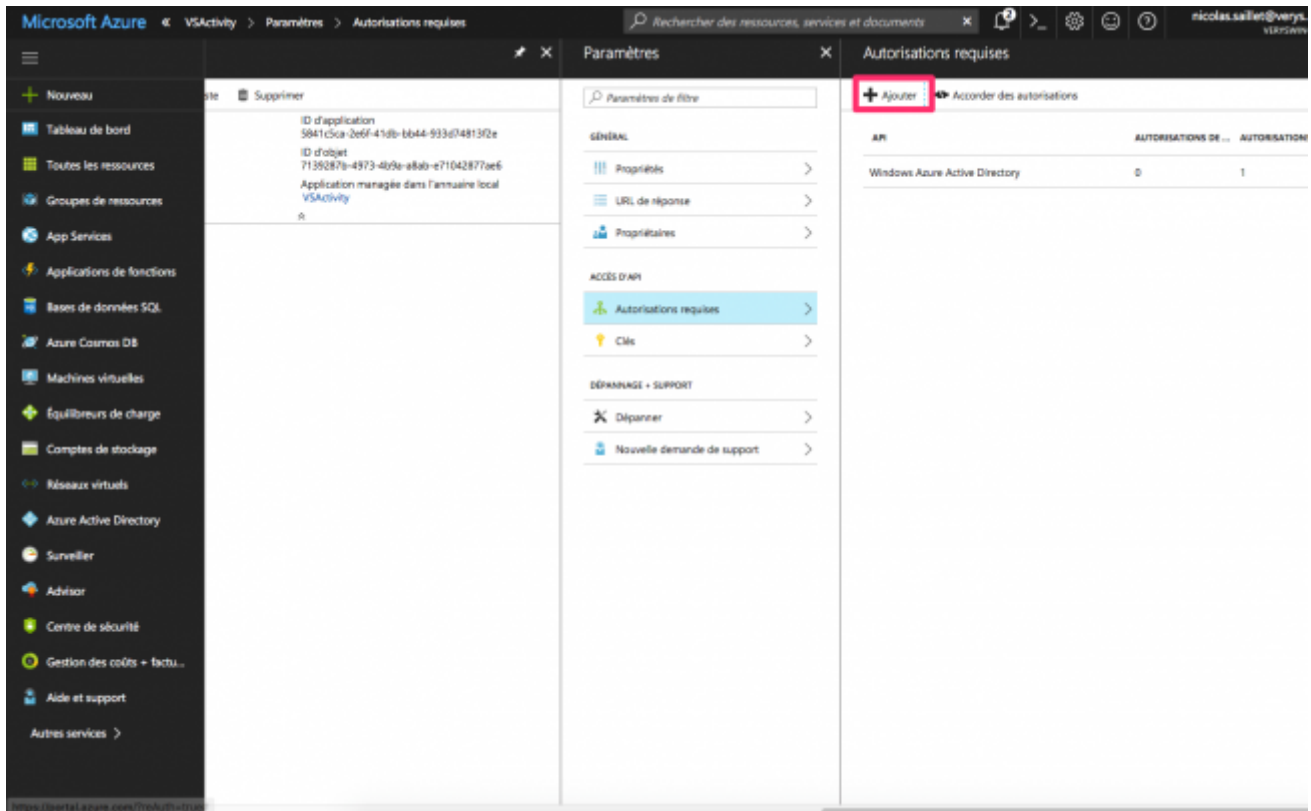 Microsoft Azure « VSActivity > Paramètres > Autorisations requises
Rechercher des ressources, services et documents
nicolas.saillet@verys.
Paramètres
Autorisations requises
Nouveau
Tableau de bord
Toutes les ressources
Groupes de ressources
App Services
Applications de fonctions
Bases de données SQL
Azure Cosmos DB
Machines virtuelles
Équilibreurs de charge
Comptes de stockage
Réseaux virtuels
Azure Active Directory
Surveiller
Advisor
Centre de sécurité
Gestion des coûts + factu...
Aide et support
Autres services >
ste Supprimer
ID d'application
5841c5ca-2e6f-41db-bb44-933d74813f2e
ID d'objet
7139287b-4973-4b9a-a8ab-e71042877ae6
Application managée dans l'annuaire local
VSActivity
Paramètres de filtre
GÉNÉRAL
Propriétés
URL de réponse
Propriétaires
ACCÈS D'API
Autorisations requises
Clés
DÉPANNAGE + SUPPORT
Dépanner
Nouvelle demande de support
Ajouter Accorder des autorisations
API AUTORISATIONS DE ... AUTORISATIONS
Windows Azure Active Directory 0 1